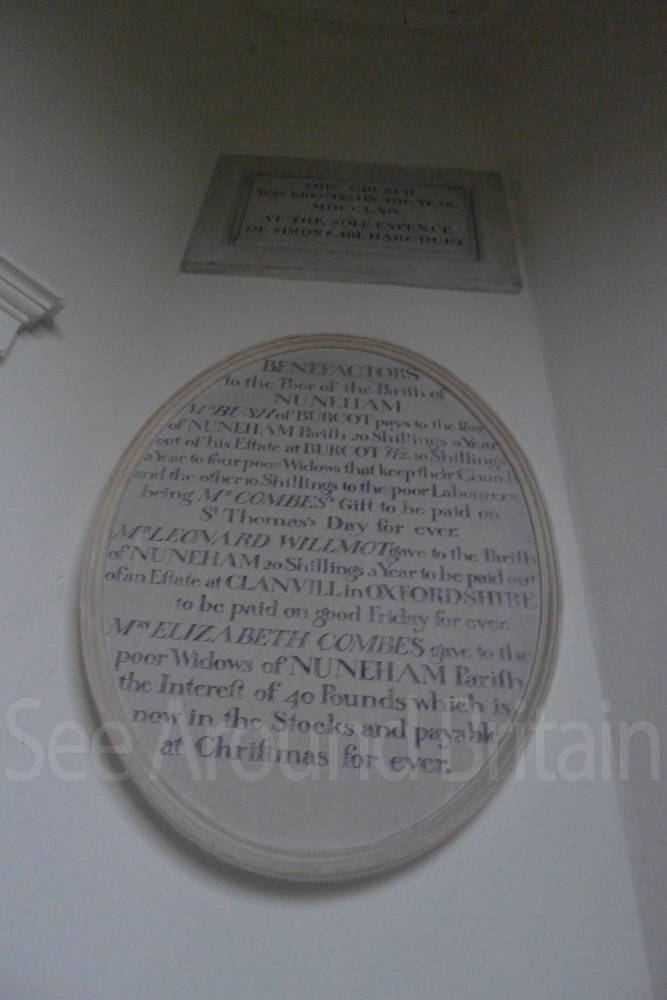 THIS CHURCH
WAS ERECTED IN THE YEAR
MDCCLXIV
AT THE SOLE EXPENCE
OF SIMON EARL HARCOURT
BENEFACTORS
to the Poor of the Pariſh of
NUNEHAM
Mr BUSH of BURCOT pays to the
of NUNEHAM Pariſh 20 Shillings a Year
out of his Eſtate at BURCOT Viz. 10 Shillings
a Year to four poor Widows that keep their Church
and the other 10 Shillings to the poor Labourers
being Mr COMBES's Gift to be paid on
St Thomas's Day for ever.
Mr LEONARD WILLMOT gave to the Pariſh
of NUNEHAM 20 Shillings a Year to be paid out
of an Eſtate at CLANVILL in OXFORDSHIRE
to be paid on good Friday for ever.
Mrs ELIZABETH COMBES gave to the
poor Widows of NUNEHAM Pariſh
the Intereſt of 40 Pounds which is
now in the Stocks and payable
at Chriſtmas for ever.
See Around Britain